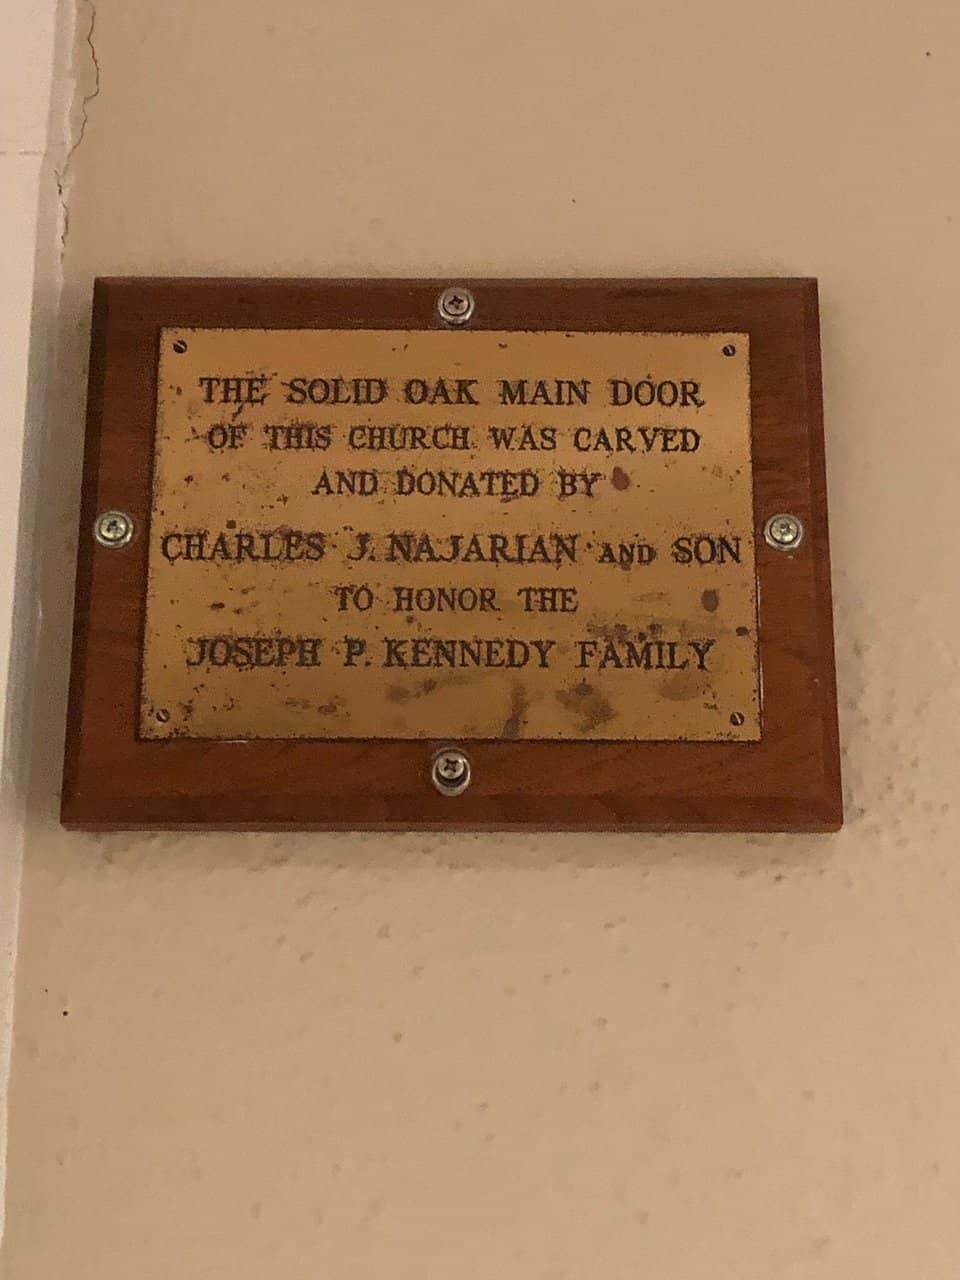 THE SOLID OAK MAIN DOOR
OF THIS CHURCH WAS CARVED
AND DONATED BY
CHARLES J. NAJARIAN AND SON
TO HONOR THE
JOSEPH P. KENNEDY FAMILY